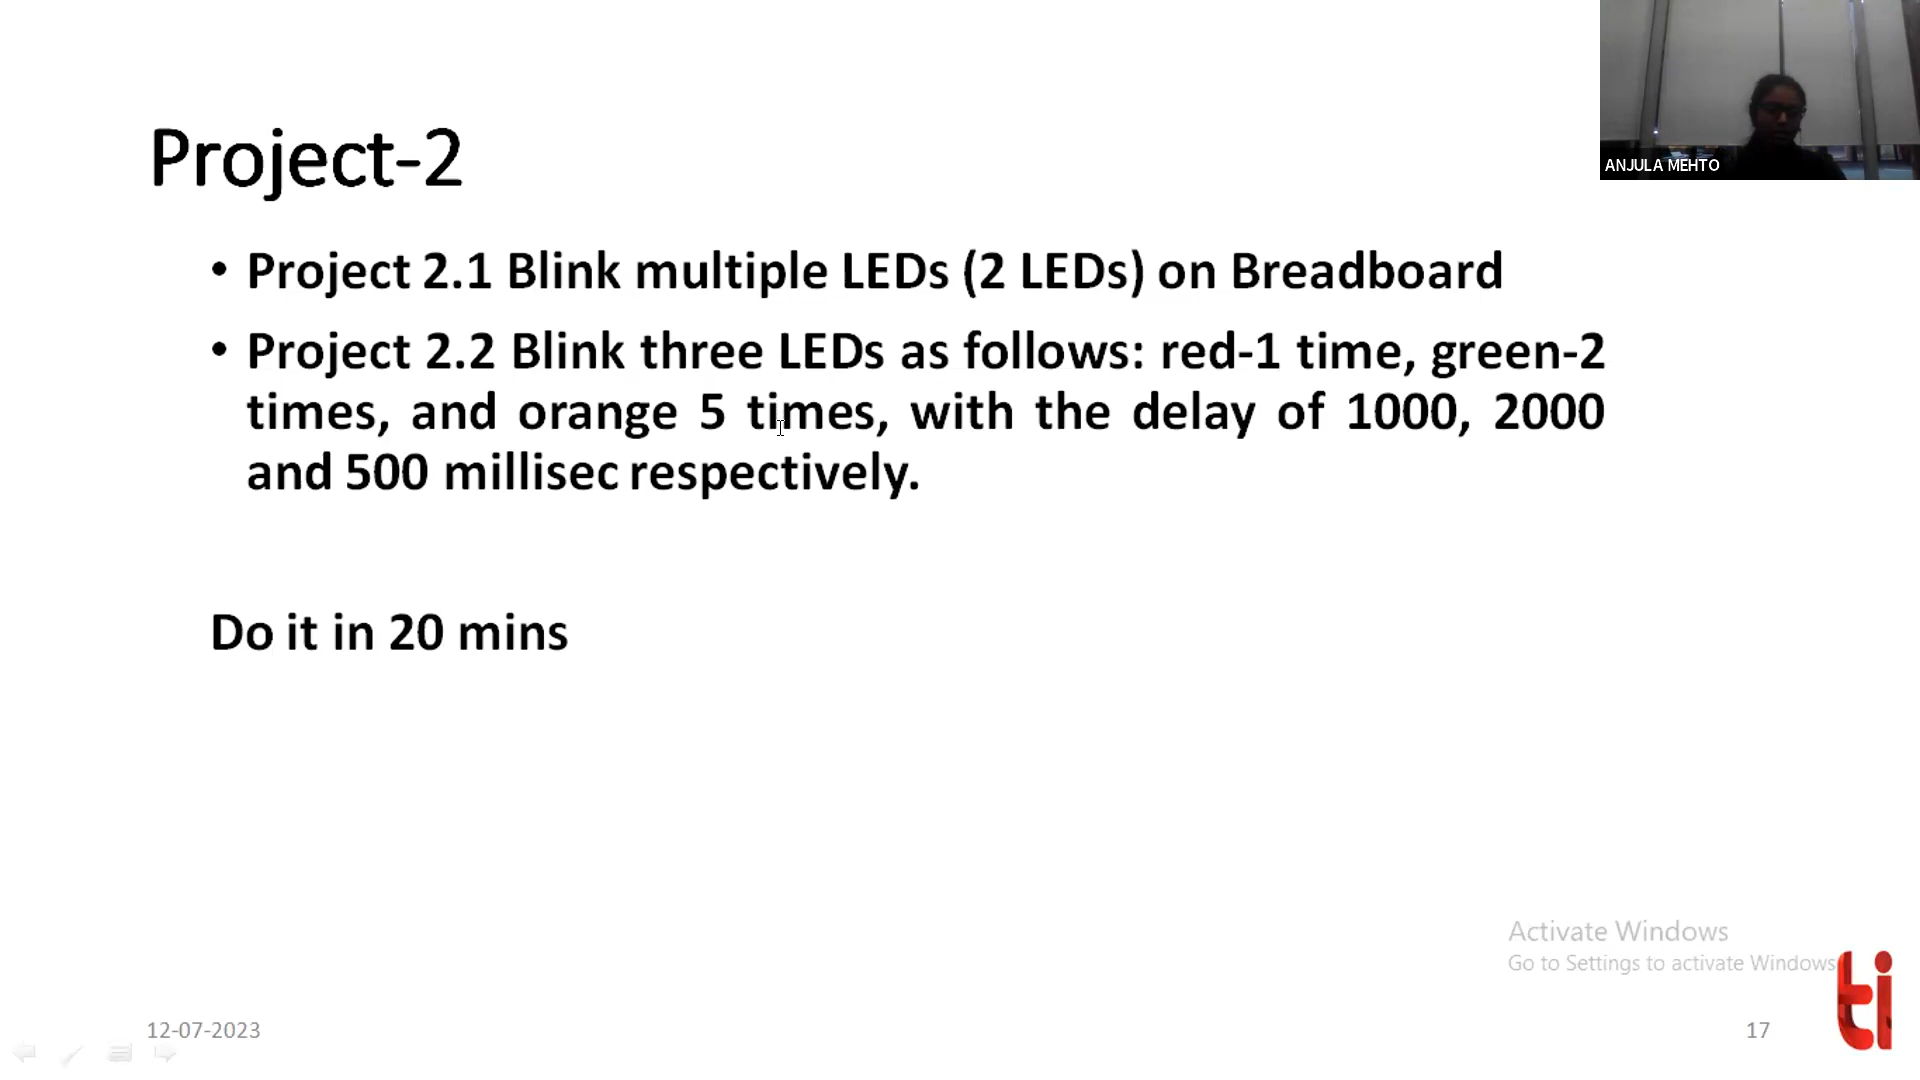 ANJULA MEHTO
Project-2
• Project 2.1 Blink multiple LEDs (2 LEDs) on Breadboard
• Project 2.2 Blink three LEDs as follows: red-1 time, green-2
times, and orange 5 times, with the delay of 1000, 2000
and 500 millisec respectively.
Do it in 20 mins
Activate Windows
Go to Settings to activate Windows
ti
12-07-2023
17